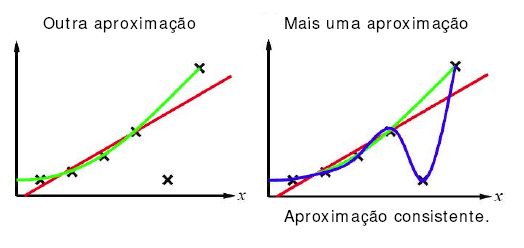 Outra aproximação
Mais uma aproximação
x
x
Aproximação consistente.